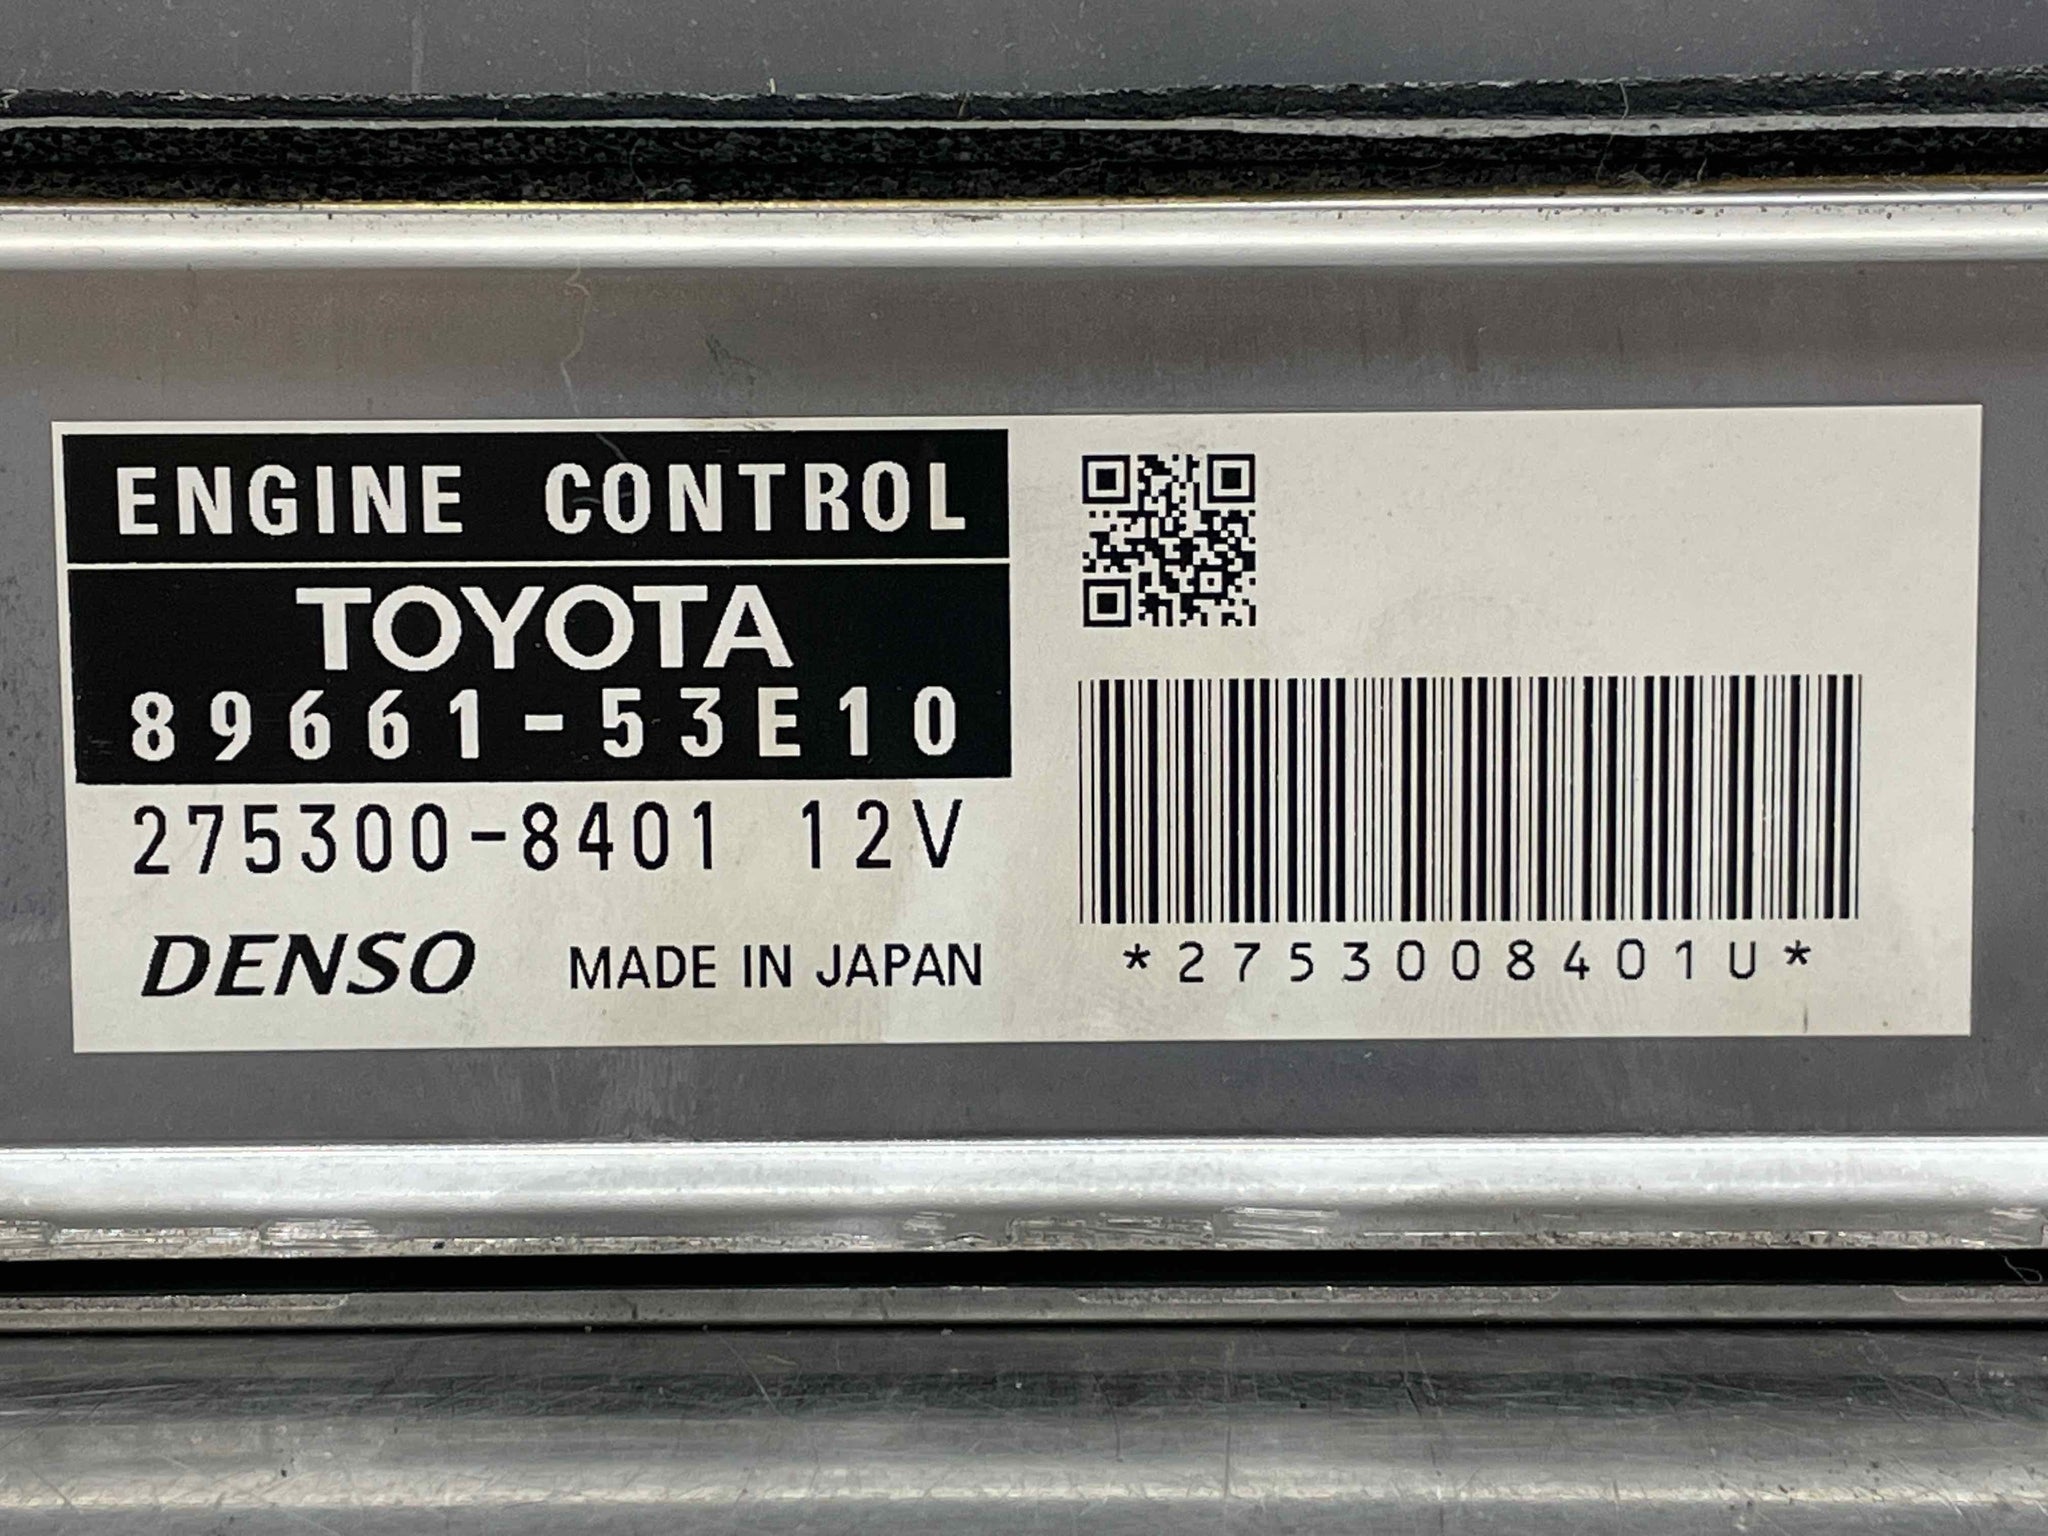 ENGINE CONTROL
TOYOTA
89661-53E10
275300-8401 12V
DENSO MADE IN JAPAN
*2753008401U*